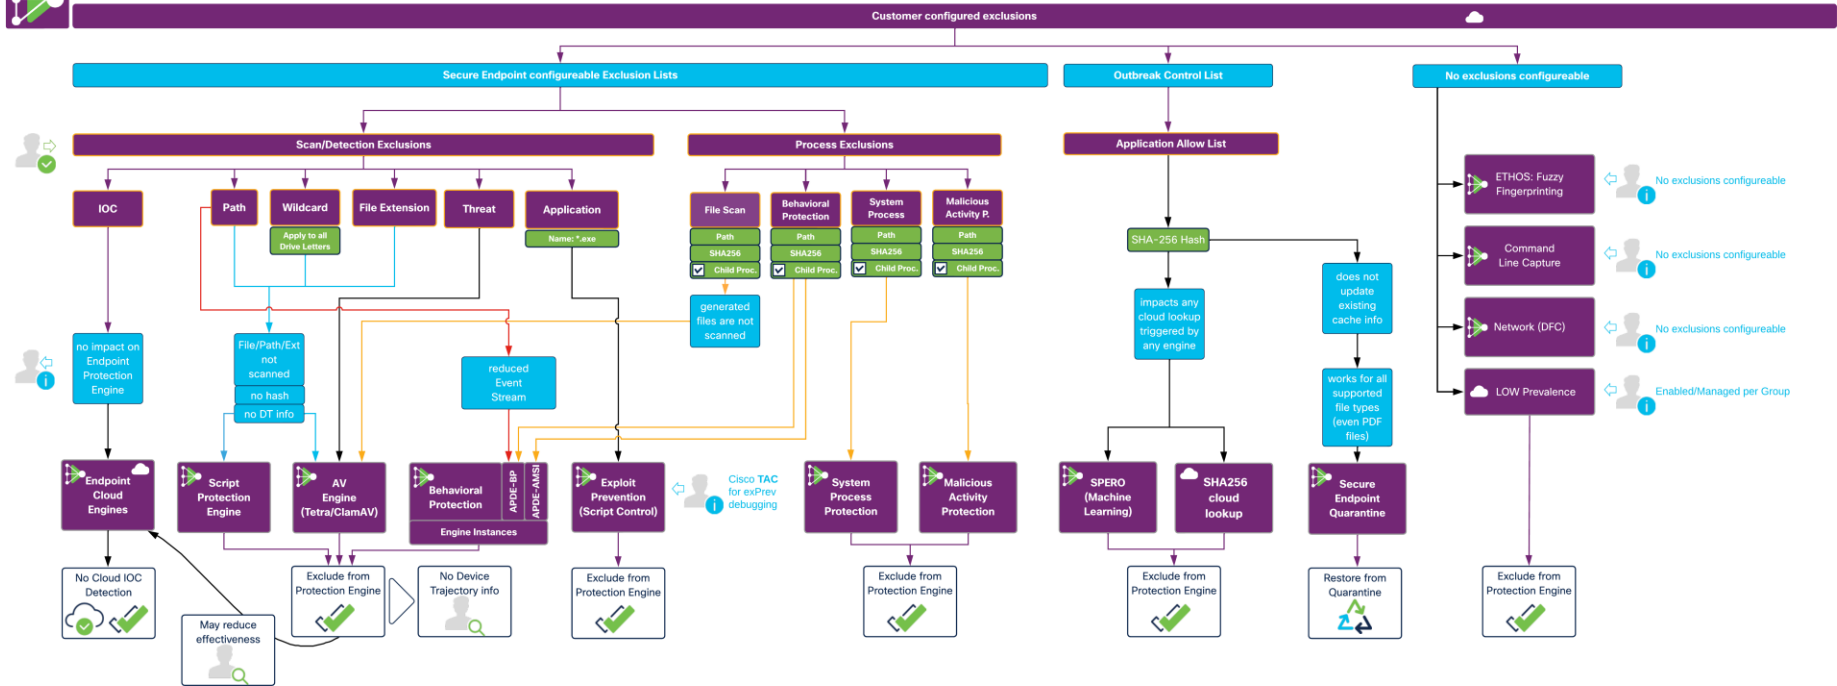 Customer configured exclusions
Secure Endpoint configureable Exclusion Lists
Outbreak Control List
No exclusions configureable
Scan/Detection Exclusions
Process Exclusions
Application Allow List
IOC
Path
Wildcard
Apply to all
Drive Letters
File Extension
Threat
Application
Name: *.exe
File Scan
Path
SHA256
Child Proc.
Behavioral
Protection
Path
SHA256
Child Proc.
System
Process
Path
SHA256
Child Proc.
Malicious
Activity P.
Path
SHA256
Child Proc.
SHA-256 Hash
ETHOS: Fuzzy
Fingerprinting
No exclusions configureable
Command
Line Capture
No exclusions configureable
Network (DFC)
No exclusions configureable
LOW Prevalence
Enabled/Managed per Group
no impact on
Endpoint
Protection
Engine
File/Path/Ext
not
scanned
no hash
no DT info
reduced
Event
Stream
generated
files are not
scanned
impacts any
cloud lookup
triggered by
any engine
does not
update
existing
cache info
works for all
supported
file types
(even PDF
files)
Endpoint
Cloud
Engines
Script
Protection
Engine
AV
Engine
(Tetra/ClamAV)
Behavioral
Protection
APDE-BP
APDE-AMSI
Engine Instances
Exploit
Prevention
(Script Control)
Cisco TAC
for exPrev
debugging
System
Process
Protection
Malicious
Activity
Protection
SPERO
(Machine
Learning)
SHA256
cloud
lookup
Secure
Endpoint
Quarantine
No Cloud IOC
Detection
May reduce
effectiveness
Exclude from
Protection Engine
No Device
Trajectory info
Exclude from
Protection Engine
Exclude from
Protection Engine
Exclude from
Protection Engine
Restore from
Quarantine
Exclude from
Protection Engine